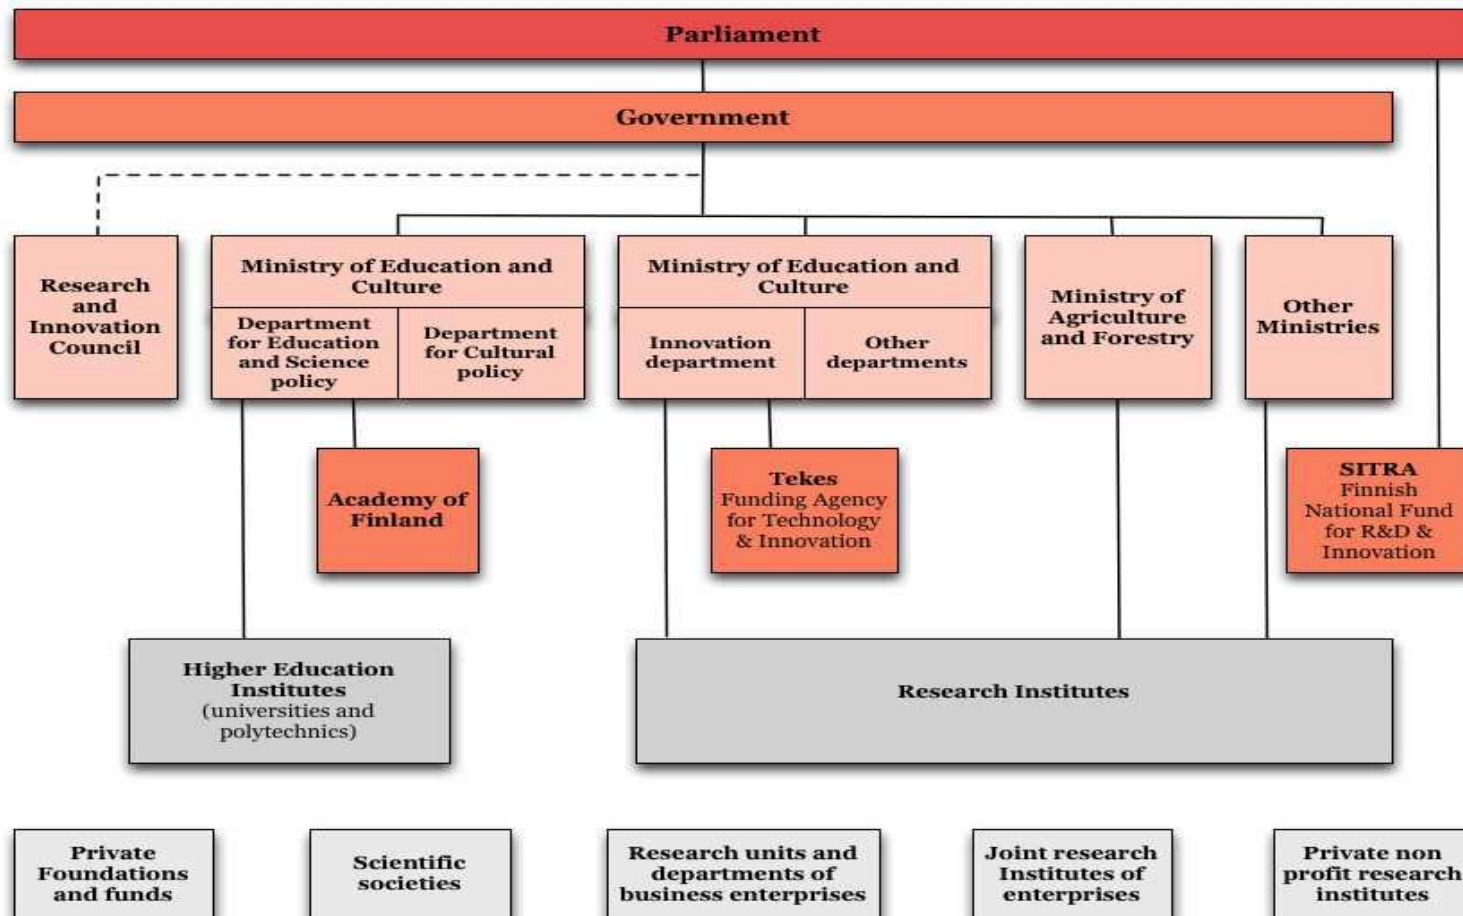 Parliament
Government
Research
and
Innovation
Council
Ministry of Education and
Culture
Department
for Education
and Science
policy
Department
for Cultural
policy
Ministry of Education and
Culture
Innovation
department
Other
departments
Ministry of
Agriculture
and Forestry
Other
Ministries
Academy of
Finland
Tekes
Funding Agency
for Technology
& Innovation
SITRA
Finnish
National Fund
for R&D &
Innovation
Higher Education
Institutes
(universities and
polytechnics)
Research Institutes
Private
Foundations
and funds
Scientific
societies
Research units and
departments of
business enterprises
Joint research
Institutes of
enterprises
Private non
profit research
institutes